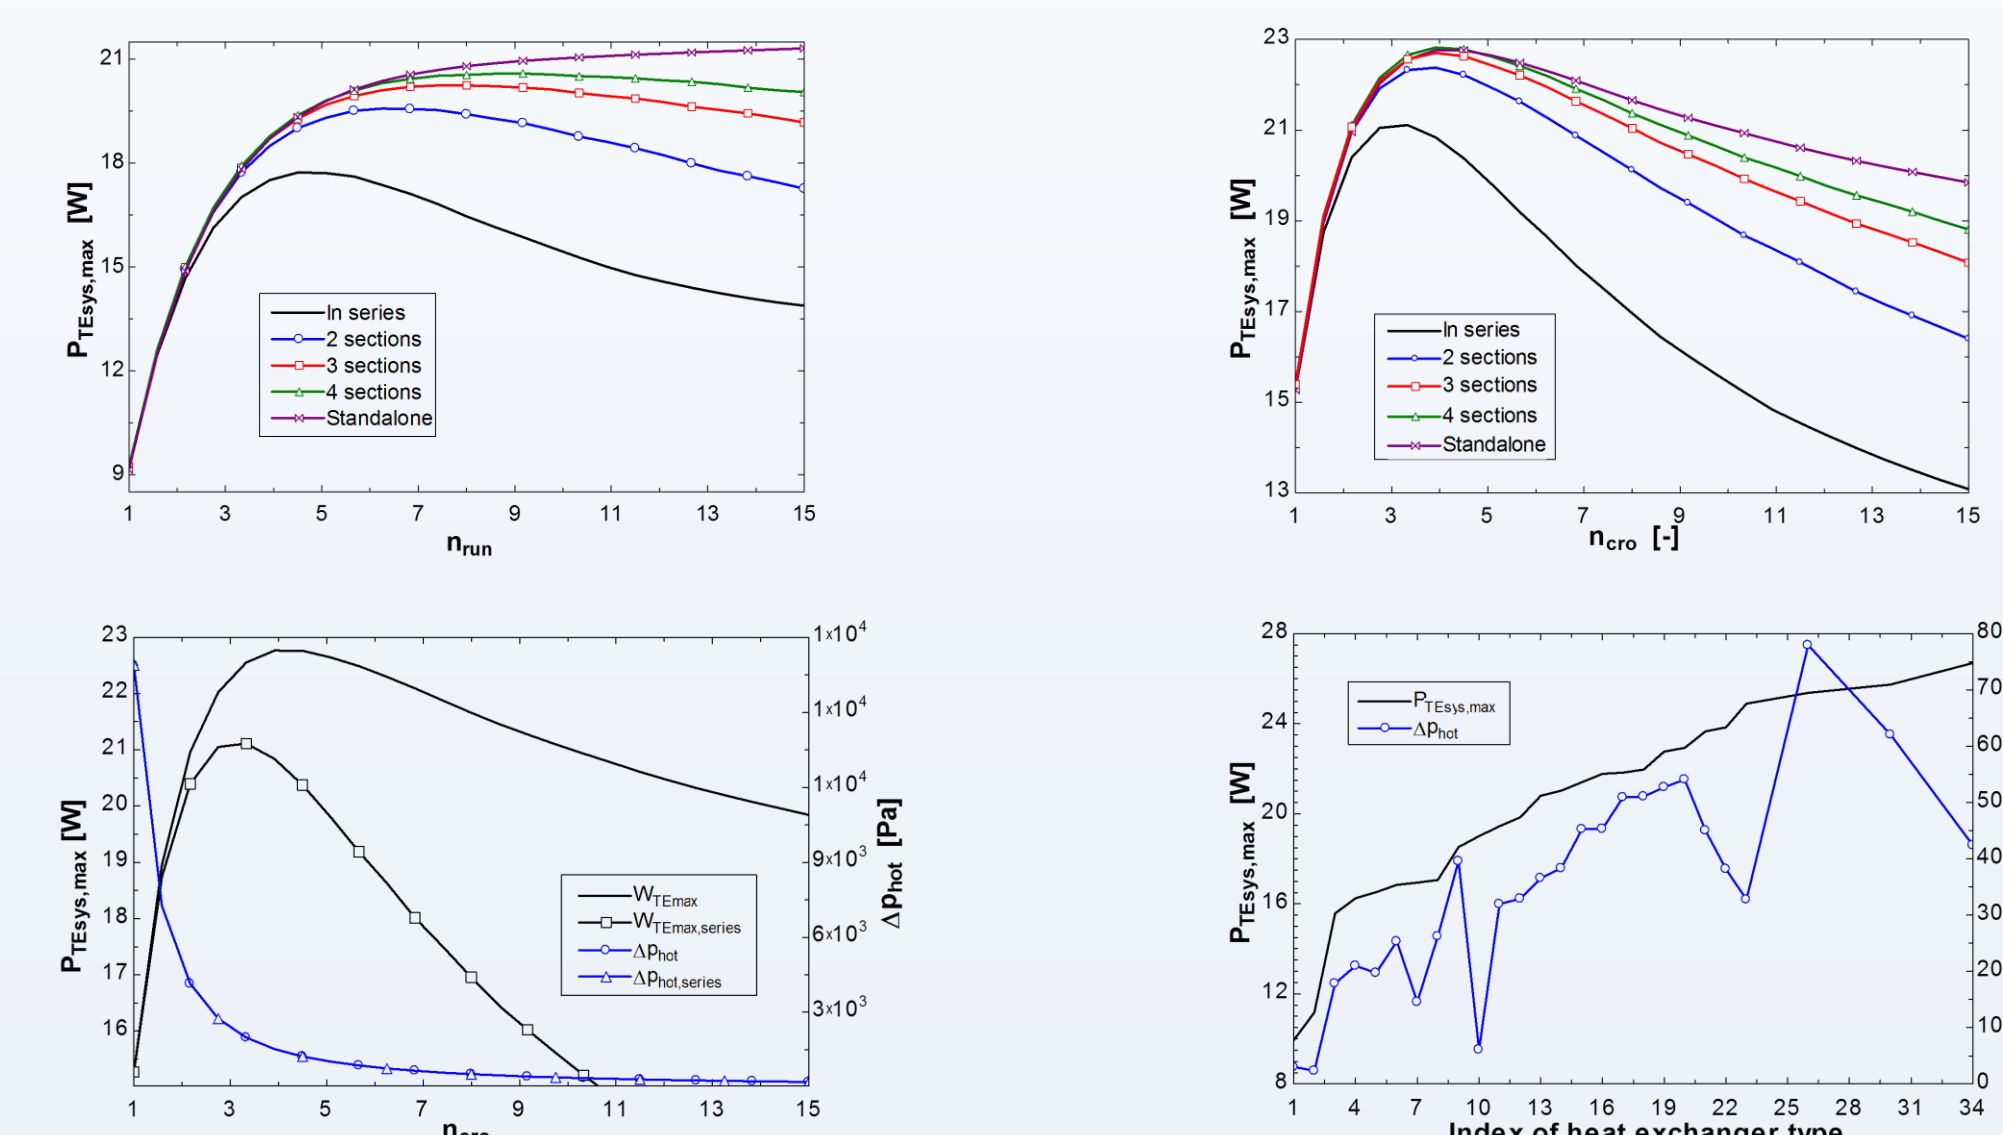 21
18
15
12
9
P_TEsys,max [W]
In series
2 sections
3 sections
4 sections
Standalone
1 3 5 7 9 11 13 15
n_run
23
21
19
17
15
13
P_TEsys,max [W]
In series
2 sections
3 sections
4 sections
Standalone
1 3 5 7 9 11 13 15
n_cro [-]
23
22
21
20
19
18
17
16
P_TEsys,max [W]
1x10^4
1x10^4
1x10^4
9x10^3
6x10^3
3x10^3
Δp_hot [Pa]
W_TEmax
W_TEmax,series
Δp_hot
Δp_hot,series
1 3 5 7 9 11 13 15
n_cro
28
24
20
16
12
8
P_TEsys,max [W]
P_TEsys,max
Δp_hot
80
70
60
50
40
30
20
10
0
1 4 7 10 13 16 19 22 25 28 31 34
Index of heat exchanger type